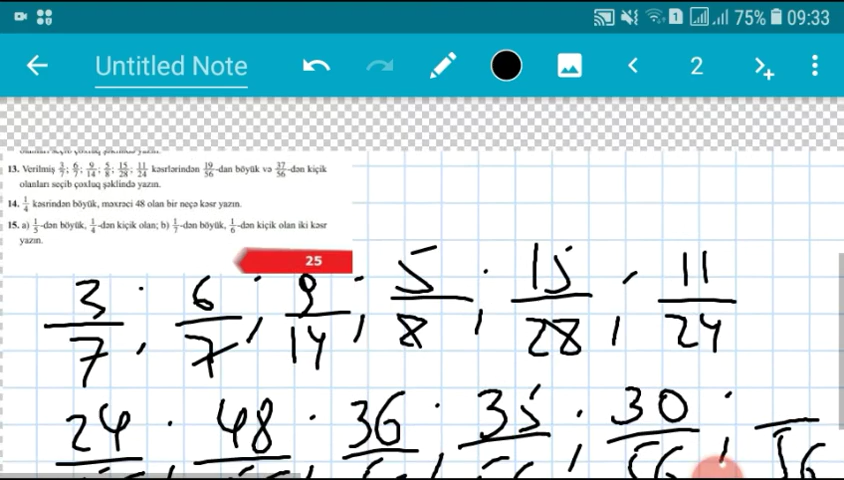 75% 09:33
Untitled Note
2
13. Verilmiş 3/7; 6/7; 9/14; 5/8; 15/28; 11/24 kəsrlərindən 19/56-dan böyük və 37/56-dən kiçik
olanları seçib çoxluq şəklində yazın.
14. 1/4 kəsrindən böyük, məxrəci 48 olan bir neçə kəsr yazın.
15. a) 1/5-dən böyük, 1/4-dən kiçik olan; b) 1/7-dən böyük, 1/6-dən kiçik olan iki kəsr
yazın.
25
3/7; 6/7; 9/14; 5/8; 15/28; 11/24
24; 48; 36; 35; 30/56; /56